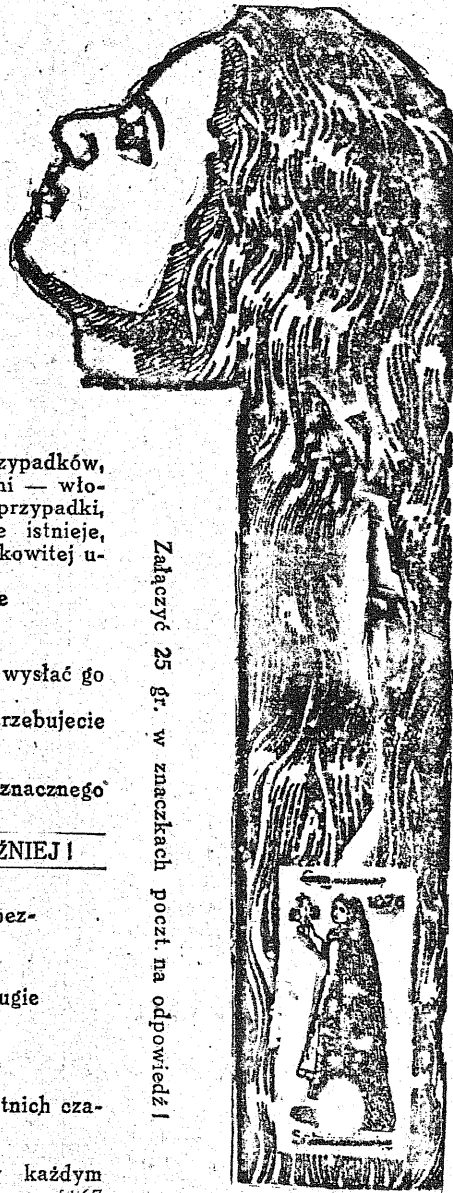 zypadków,
ni — wło-
przypadki,
e istnieje,
kowitej u-
e
wysłać go
rzebujecie
znacznego
ŹNIEJ!
bez-
ugie
tnich cza-
każdym
Załączyć 25 gr. w znaczkach poczt. na odpowiedź!